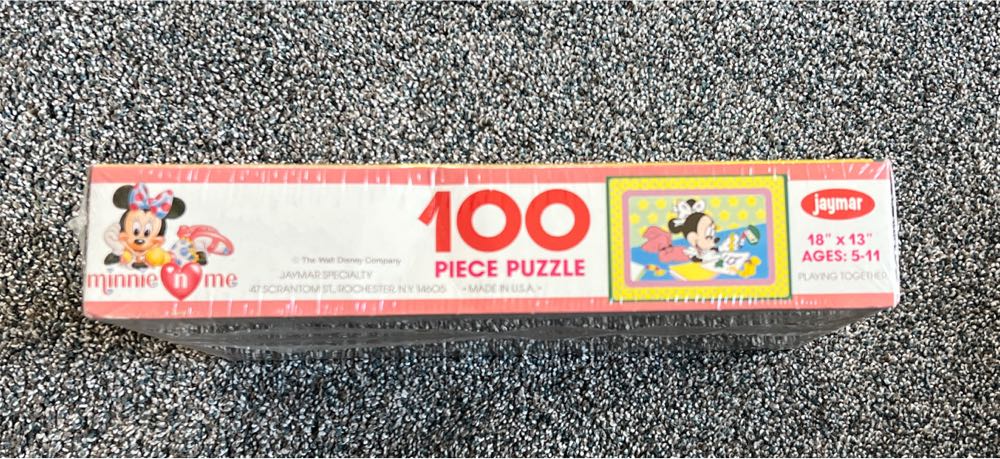 minnie 'n me
© The Walt Disney Company
JAYMAR SPECIALTY
47 SCRANTOM ST., ROCHESTER, N.Y. 14605 • MADE IN U.S.A. •
100
PIECE PUZZLE
jaymar
18" x 13"
AGES: 5-11
PLAYING TOGETHER